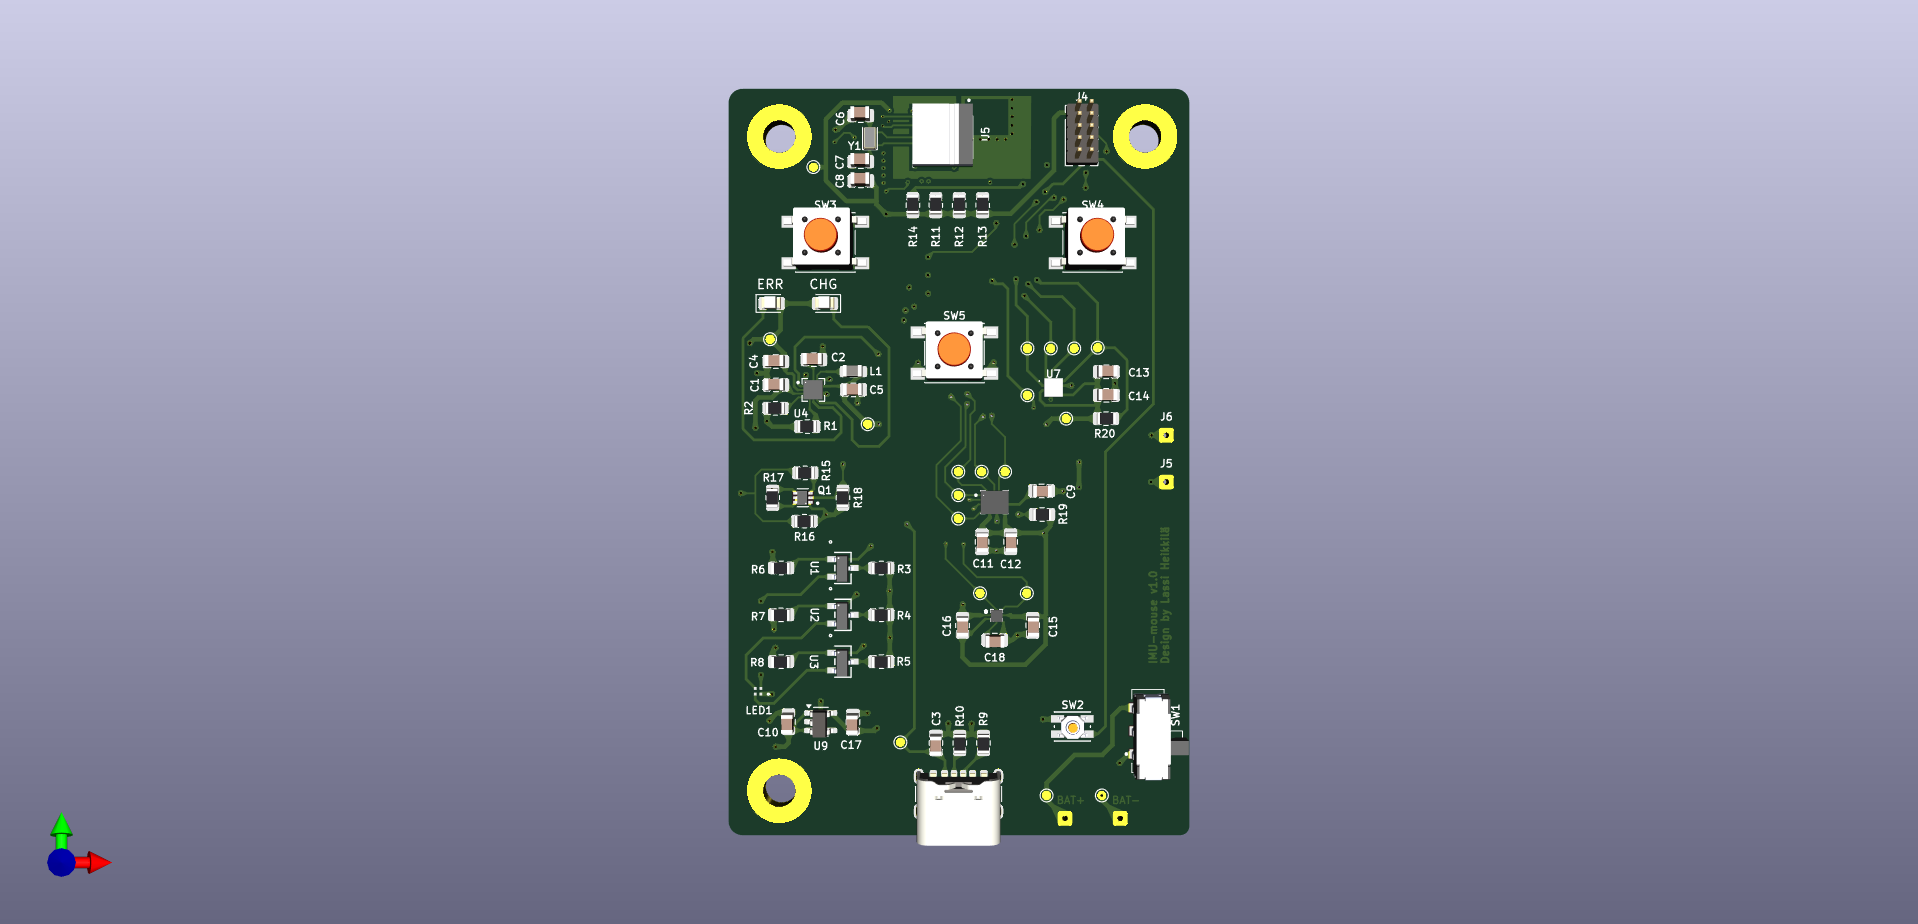 J4
C6
U5
Y1
C7
C8
SW3
SW4
R14
R11
R12
R13
ERR
CHG
SW5
C4
C2
L1
C1
C5
R2
U4
R1
U7
C13
C14
R20
J6
J5
R17
R15
Q1
R18
R16
C9
R19
C11
C12
R6
U1
R3
R7
U2
R4
R8
U3
R5
C16
C15
C18
IMU-mouse v1.0
Design by Lassi Heikkilä
LED1
C10
U9
C17
C3
R10
R9
SW2
SW1
BAT+
BAT-